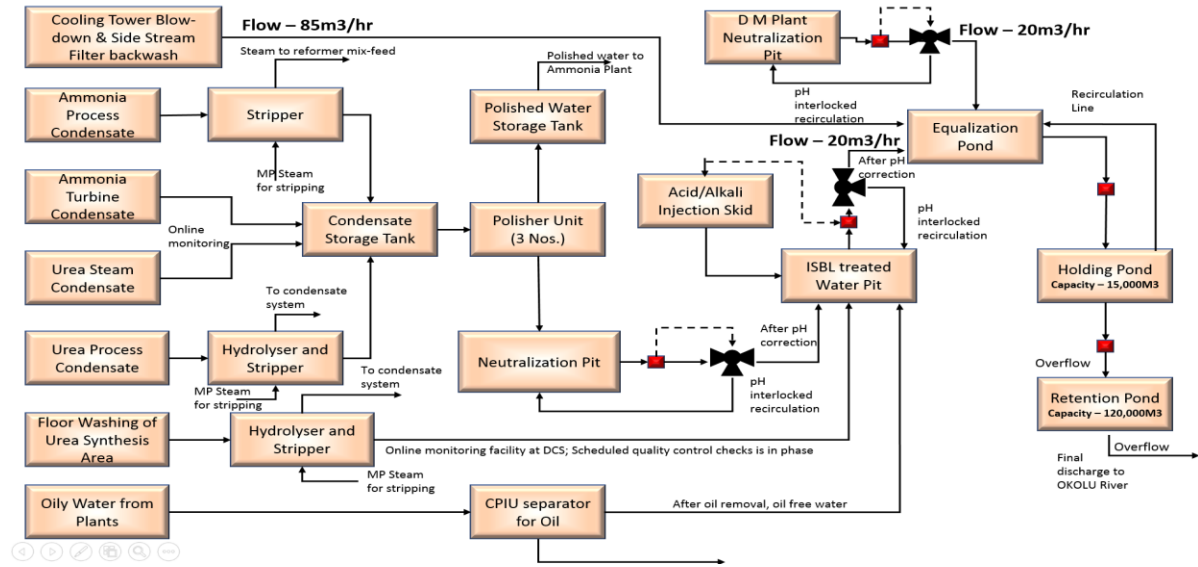 Cooling Tower Blow-
down & Side Stream
Filter backwash
Flow – 85m3/hr
Steam to reformer mix-feed
D M Plant
Neutralization
Pit
Flow – 20m3/hr
pH
interlocked
recirculation
Recirculation
Line
Ammonia
Process
Condensate
Stripper
MP Steam
for stripping
Polished water to
Ammonia Plant
Polished Water
Storage Tank
Equalization
Pond
Flow – 20m3/hr
After pH
correction
Ammonia
Turbine
Condensate
Online
monitoring
Condensate
Storage Tank
Polisher Unit
(3 Nos.)
Acid/Alkali
Injection Skid
pH
interlocked
recirculation
Urea Steam
Condensate
ISBL treated
Water Pit
Holding Pond
Capacity – 15,000M3
To condensate
system
Urea Process
Condensate
Hydrolyser and
Stripper
MP Steam
for stripping
To condensate
system
Neutralization Pit
After pH
correction
pH
interlocked
recirculation
Overflow
Retention Pond
Capacity – 120,000M3
Overflow
Final
discharge to
OKOLU River
Floor Washing of
Urea Synthesis
Area
Hydrolyser and
Stripper
Online monitoring facility at DCS; Scheduled quality control checks is in phase
MP Steam
for stripping
Oily Water from
Plants
CPIU separator
for Oil
After oil removal, oil free water